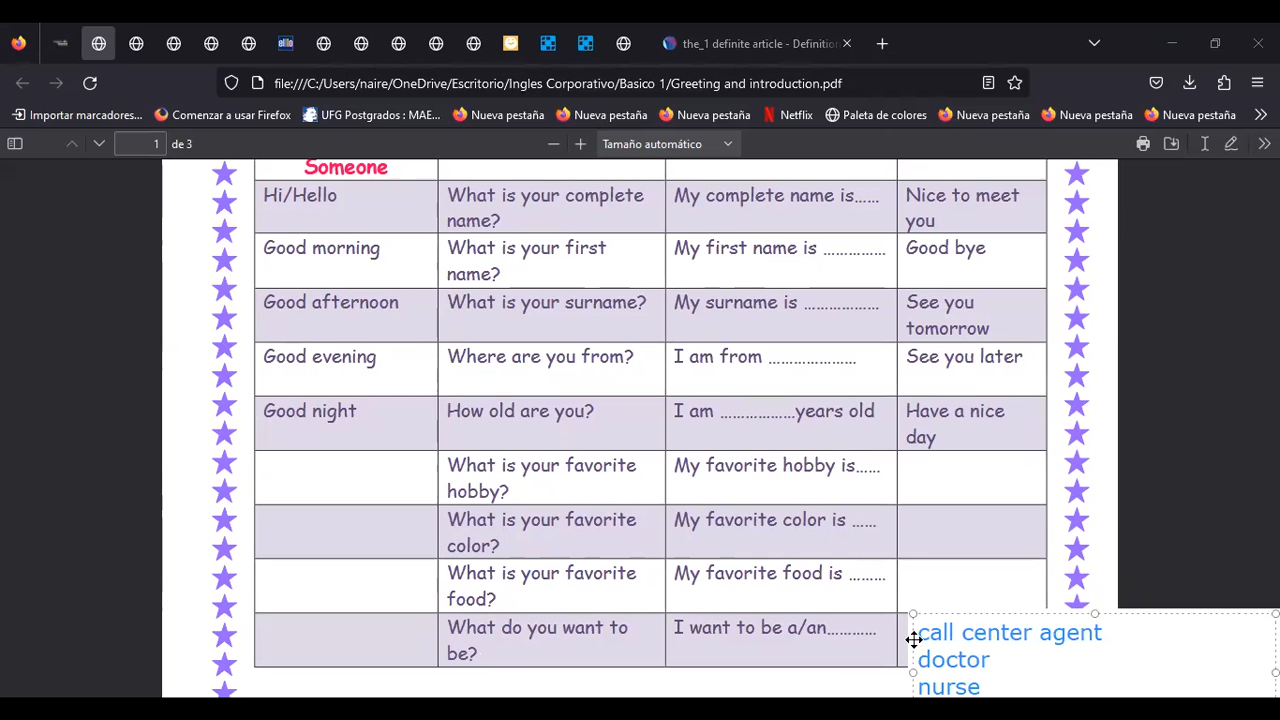 the_1 definite article - Definition
file:///C:/Users/naire/OneDrive/Escritorio/Ingles Corporativo/Basico 1/Greeting and introduction.pdf
Importar marcadores... Comenzar a usar Firefox UFG Postgrados : MAE... Nueva pestaña Nueva pestaña Nueva pestaña Netflix Paleta de colores Nueva pestaña Nueva pestaña Nueva pestaña
1 de 3 Tamaño automático
Someone
Hi/Hello What is your complete name? My complete name is...... Nice to meet you
Good morning What is your first name? My first name is ............... Good bye
Good afternoon What is your surname? My surname is .................. See you tomorrow
Good evening Where are you from? I am from ..................... See you later
Good night How old are you? I am ..................years old Have a nice day
What is your favorite hobby? My favorite hobby is......
What is your favorite color? My favorite color is ......
What is your favorite food? My favorite food is .........
What do you want to be? I want to be a/an............
call center agent
doctor
nurse